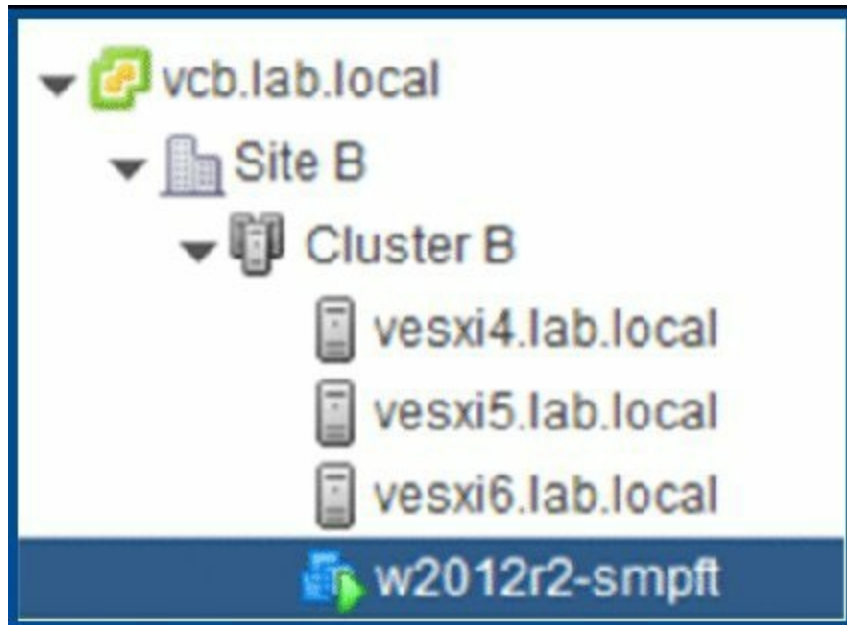 vcb.lab.local
Site B
Cluster B
vesxi4.lab.local
vesxi5.lab.local
vesxi6.lab.local
w2012r2-smpft